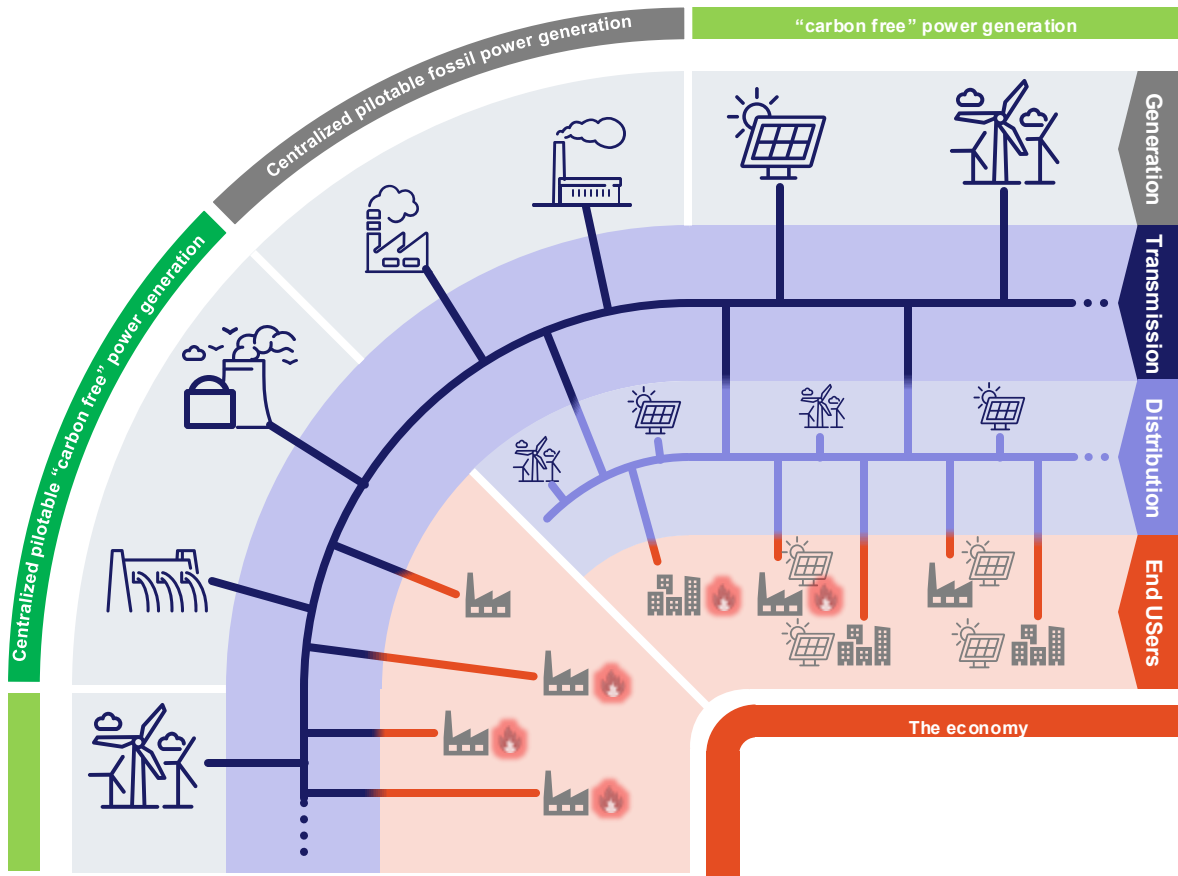 Centralized pilotable fossil power generation
“carbon free” power generation
Centralized pilotable “carbon free” power generation
Generation
Transmission
Distribution
End USers
The economy